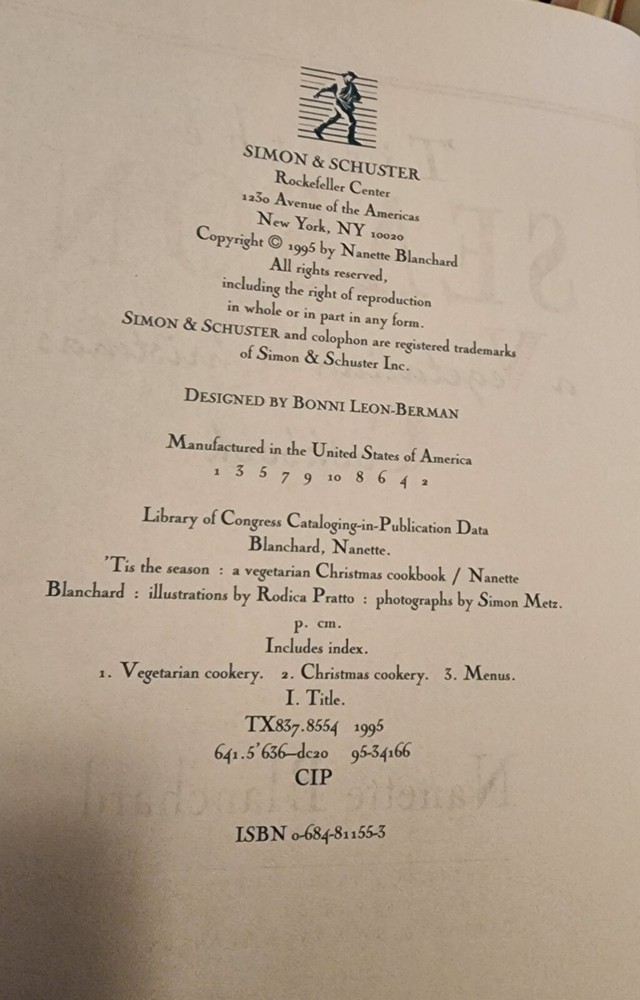 SIMON & SCHUSTER
Rockefeller Center
1230 Avenue of the Americas
New York, NY 10020
Copyright © 1995 by Nanette Blanchard
All rights reserved,
including the right of reproduction
in whole or in part in any form.
SIMON & SCHUSTER and colophon are registered trademarks
of Simon & Schuster Inc.
DESIGNED BY BONNI LEON-BERMAN
Manufactured in the United States of America
1 3 5 7 9 10 8 6 4 2
Library of Congress Cataloging-in-Publication Data
Blanchard, Nanette.
'Tis the season : a vegetarian Christmas cookbook / Nanette
Blanchard : illustrations by Rodica Pratto : photographs by Simon Metz.
p. cm.
Includes index.
1. Vegetarian cookery. 2. Christmas cookery. 3. Menus.
I. Title.
TX837.8554 1995
641.5'636—dc20 95-34166
CIP
ISBN 0-684-81155-3